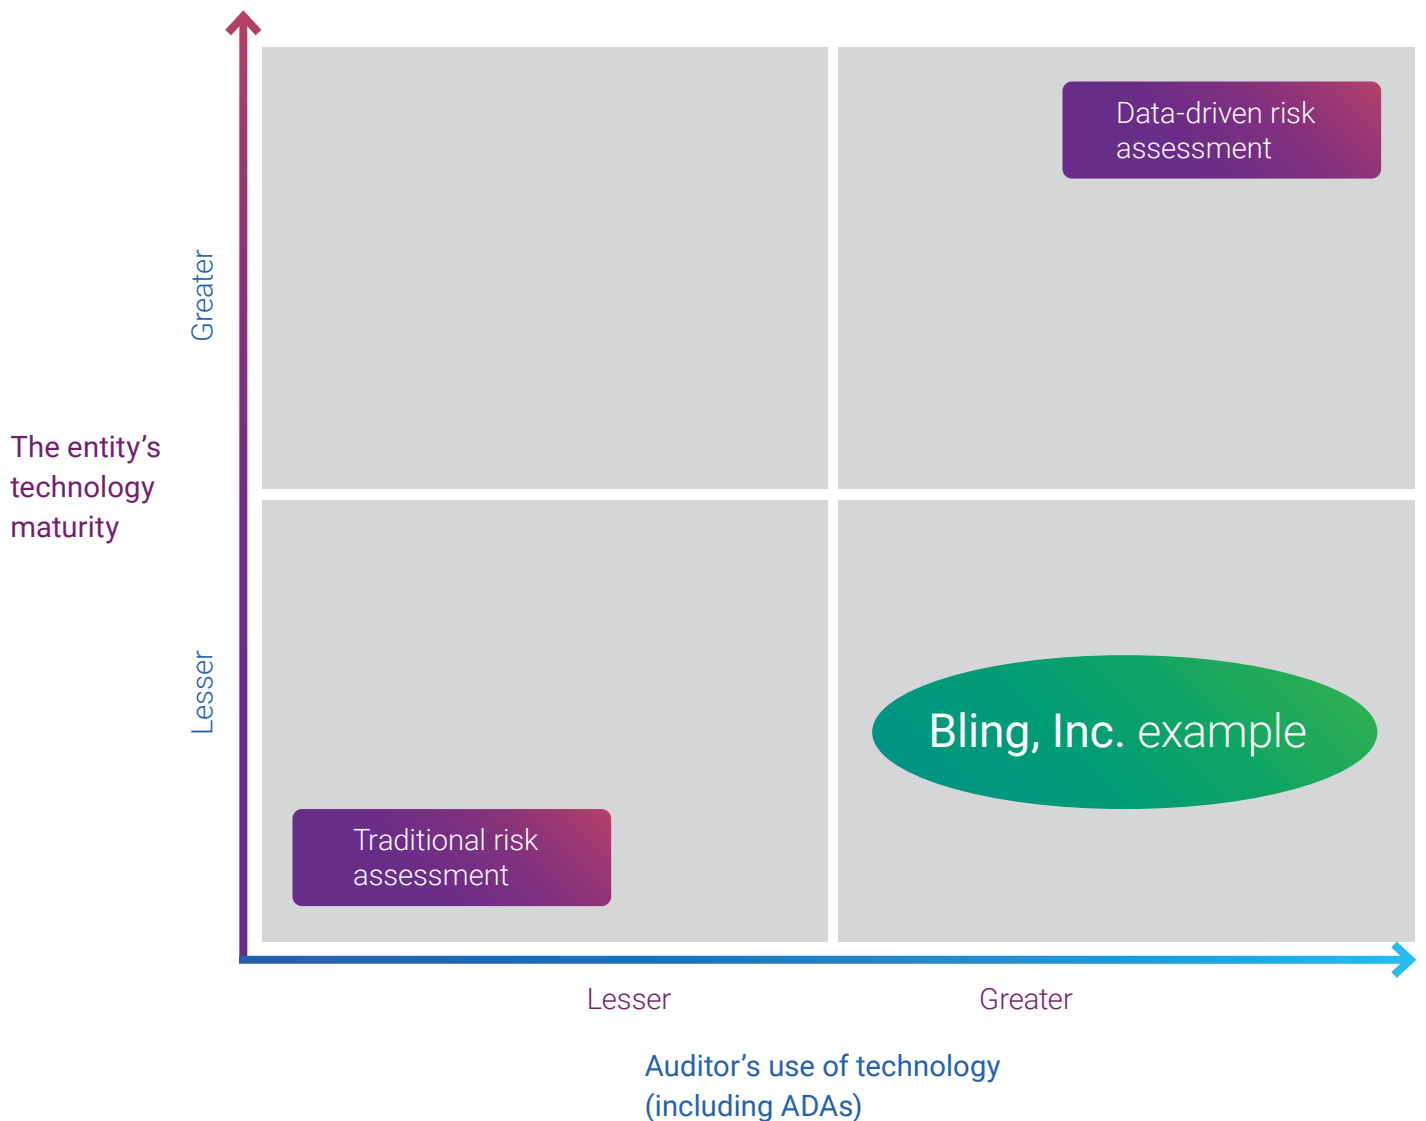 Data-driven risk
assessment
Greater
The entity’s
technology
maturity
Lesser
Bling, Inc. example
Traditional risk
assessment
Lesser
Greater
Auditor’s use of technology
(including ADAs)